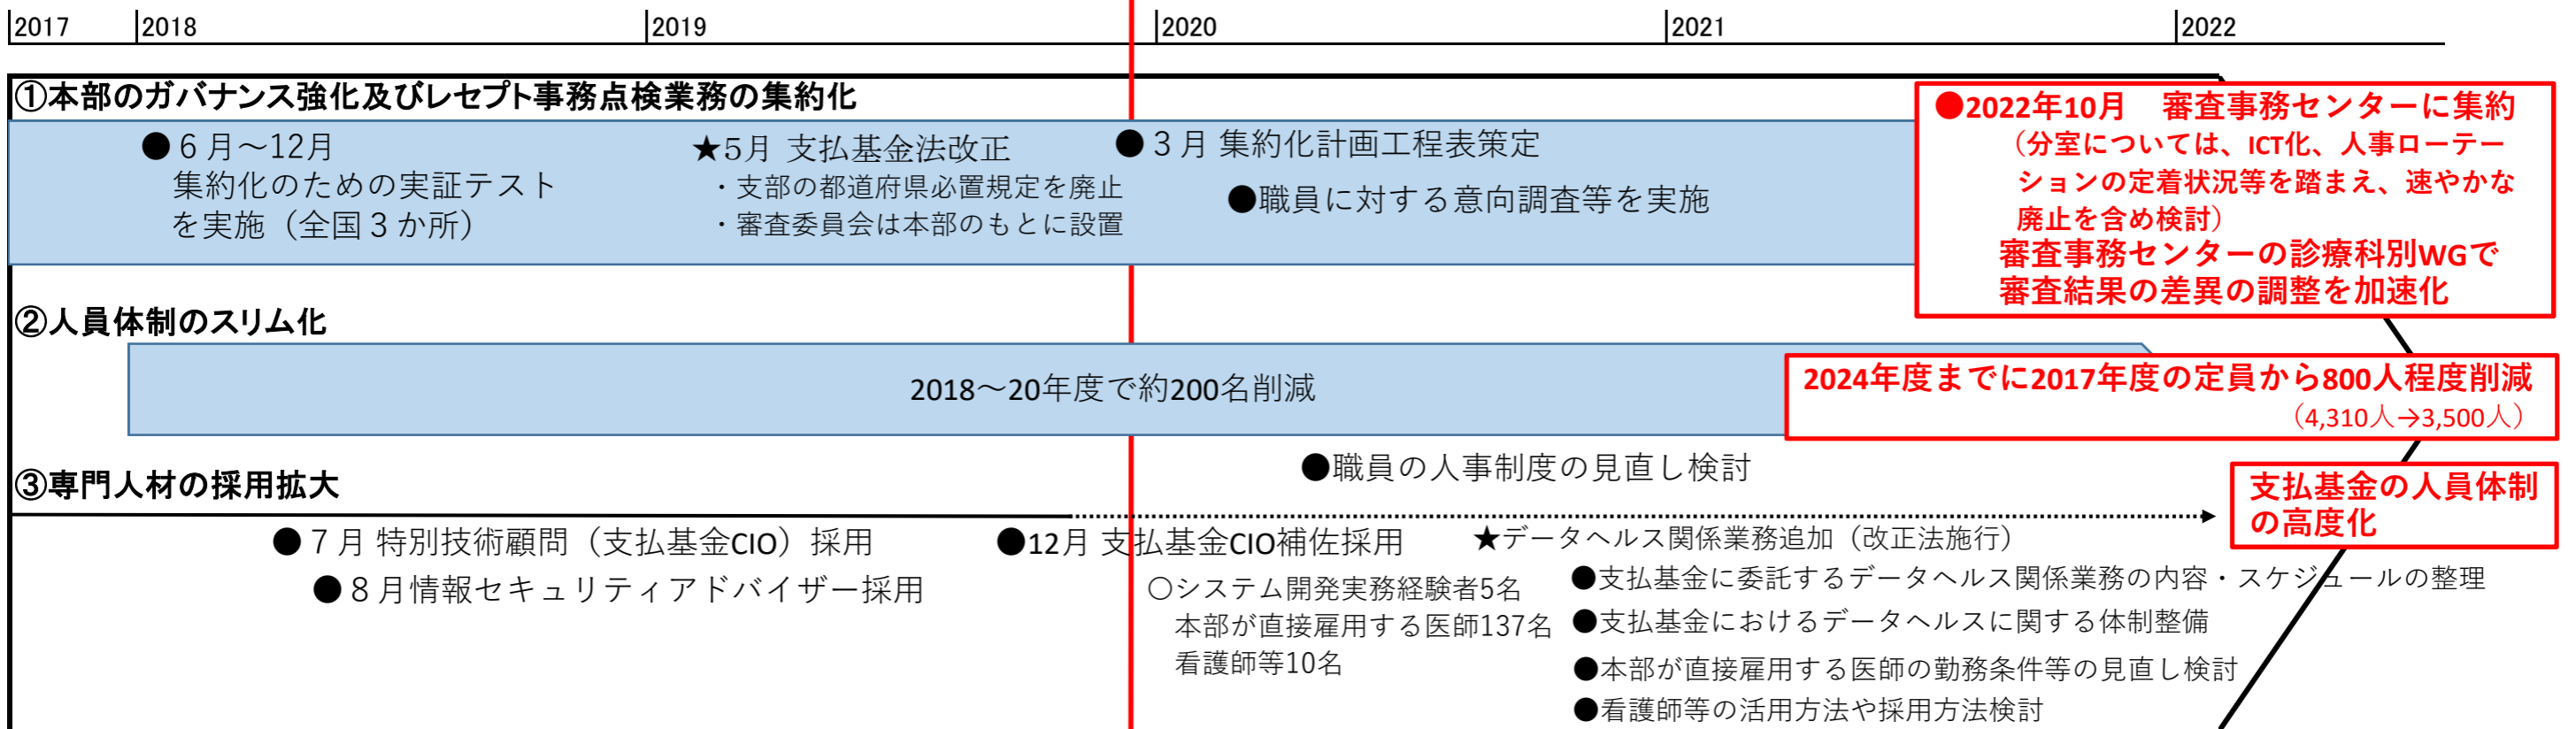 2017
2018
2019
2020
2021
2022
①本部のガバナンス強化及びレセプト事務点検業務の集約化
●６月～12月
集約化のための実証テスト
を実施（全国３か所）
★5月 支払基金法改正
・支部の都道府県必置規定を廃止
・審査委員会は本部のもとに設置
●３月 集約化計画工程表策定
●職員に対する意向調査等を実施
●2022年10月　審査事務センターに集約
（分室については、ICT化、人事ローテー
ションの定着状況等を踏まえ、速やかな
廃止を含め検討）
審査事務センターの診療科別WGで
審査結果の差異の調整を加速化
②人員体制のスリム化
2018～20年度で約200名削減
2024年度までに2017年度の定員から800人程度削減
（4,310人→3,500人）
●職員の人事制度の見直し検討
③専門人材の採用拡大
支払基金の人員体制
の高度化
●７月 特別技術顧問（支払基金CIO）採用
●８月情報セキュリティアドバイザー採用
●12月 支払基金CIO補佐採用
〇システム開発実務経験者5名
本部が直接雇用する医師137名
看護師等10名
★データヘルス関係業務追加（改正法施行）
●支払基金に委託するデータヘルス関係業務の内容・スケジュールの整理
●支払基金におけるデータヘルスに関する体制整備
●本部が直接雇用する医師の勤務条件等の見直し検討
●看護師等の活用方法や採用方法検討